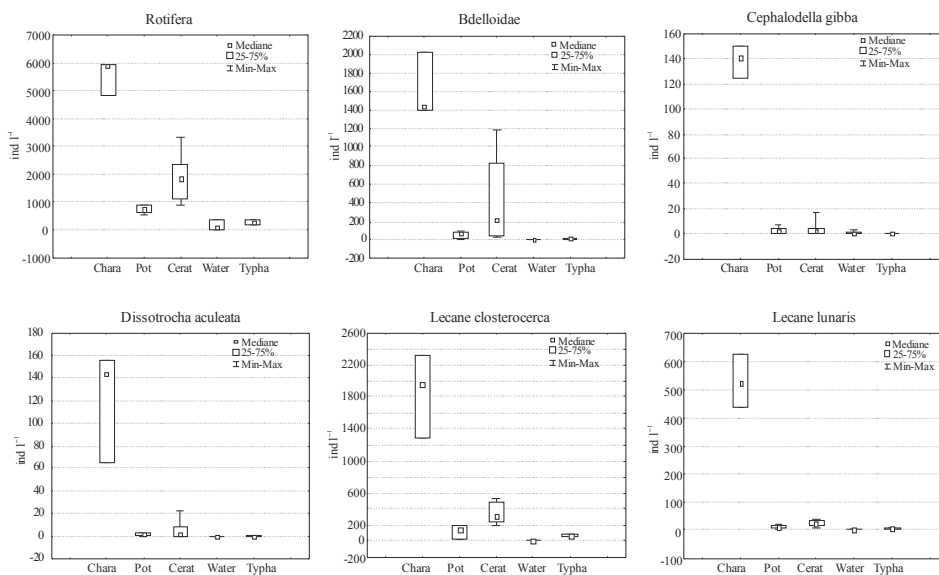 Rotifera
7000
6000
5000
4000
3000
2000
1000
0
-1000
ind l⁻¹
Mediane
25-75%
Min-Max
Chara Pot Cerat Water Typha
Bdelloidae
2200
2000
1800
1600
1400
1200
1000
800
600
400
200
0
-200
ind l⁻¹
Mediane
25-75%
Min-Max
Chara Pot Cerat Water Typha
Cephalodella gibba
160
140
120
100
80
60
40
20
0
-20
ind l⁻¹
Mediane
25-75%
Min-Max
Chara Pot Cerat Water Typha
Dissotrocha aculeata
180
160
140
120
100
80
60
40
20
0
-20
ind l⁻¹
Mediane
25-75%
Min-Max
Chara Pot Cerat Water Typha
Lecane closterocerca
2600
2200
1800
1400
1000
600
200
-200
ind l⁻¹
Mediane
25-75%
Min-Max
Chara Pot Cerat Water Typha
Lecane lunaris
700
600
500
400
300
200
100
0
-100
ind l⁻¹
Mediane
25-75%
Min-Max
Chara Pot Cerat Water Typha